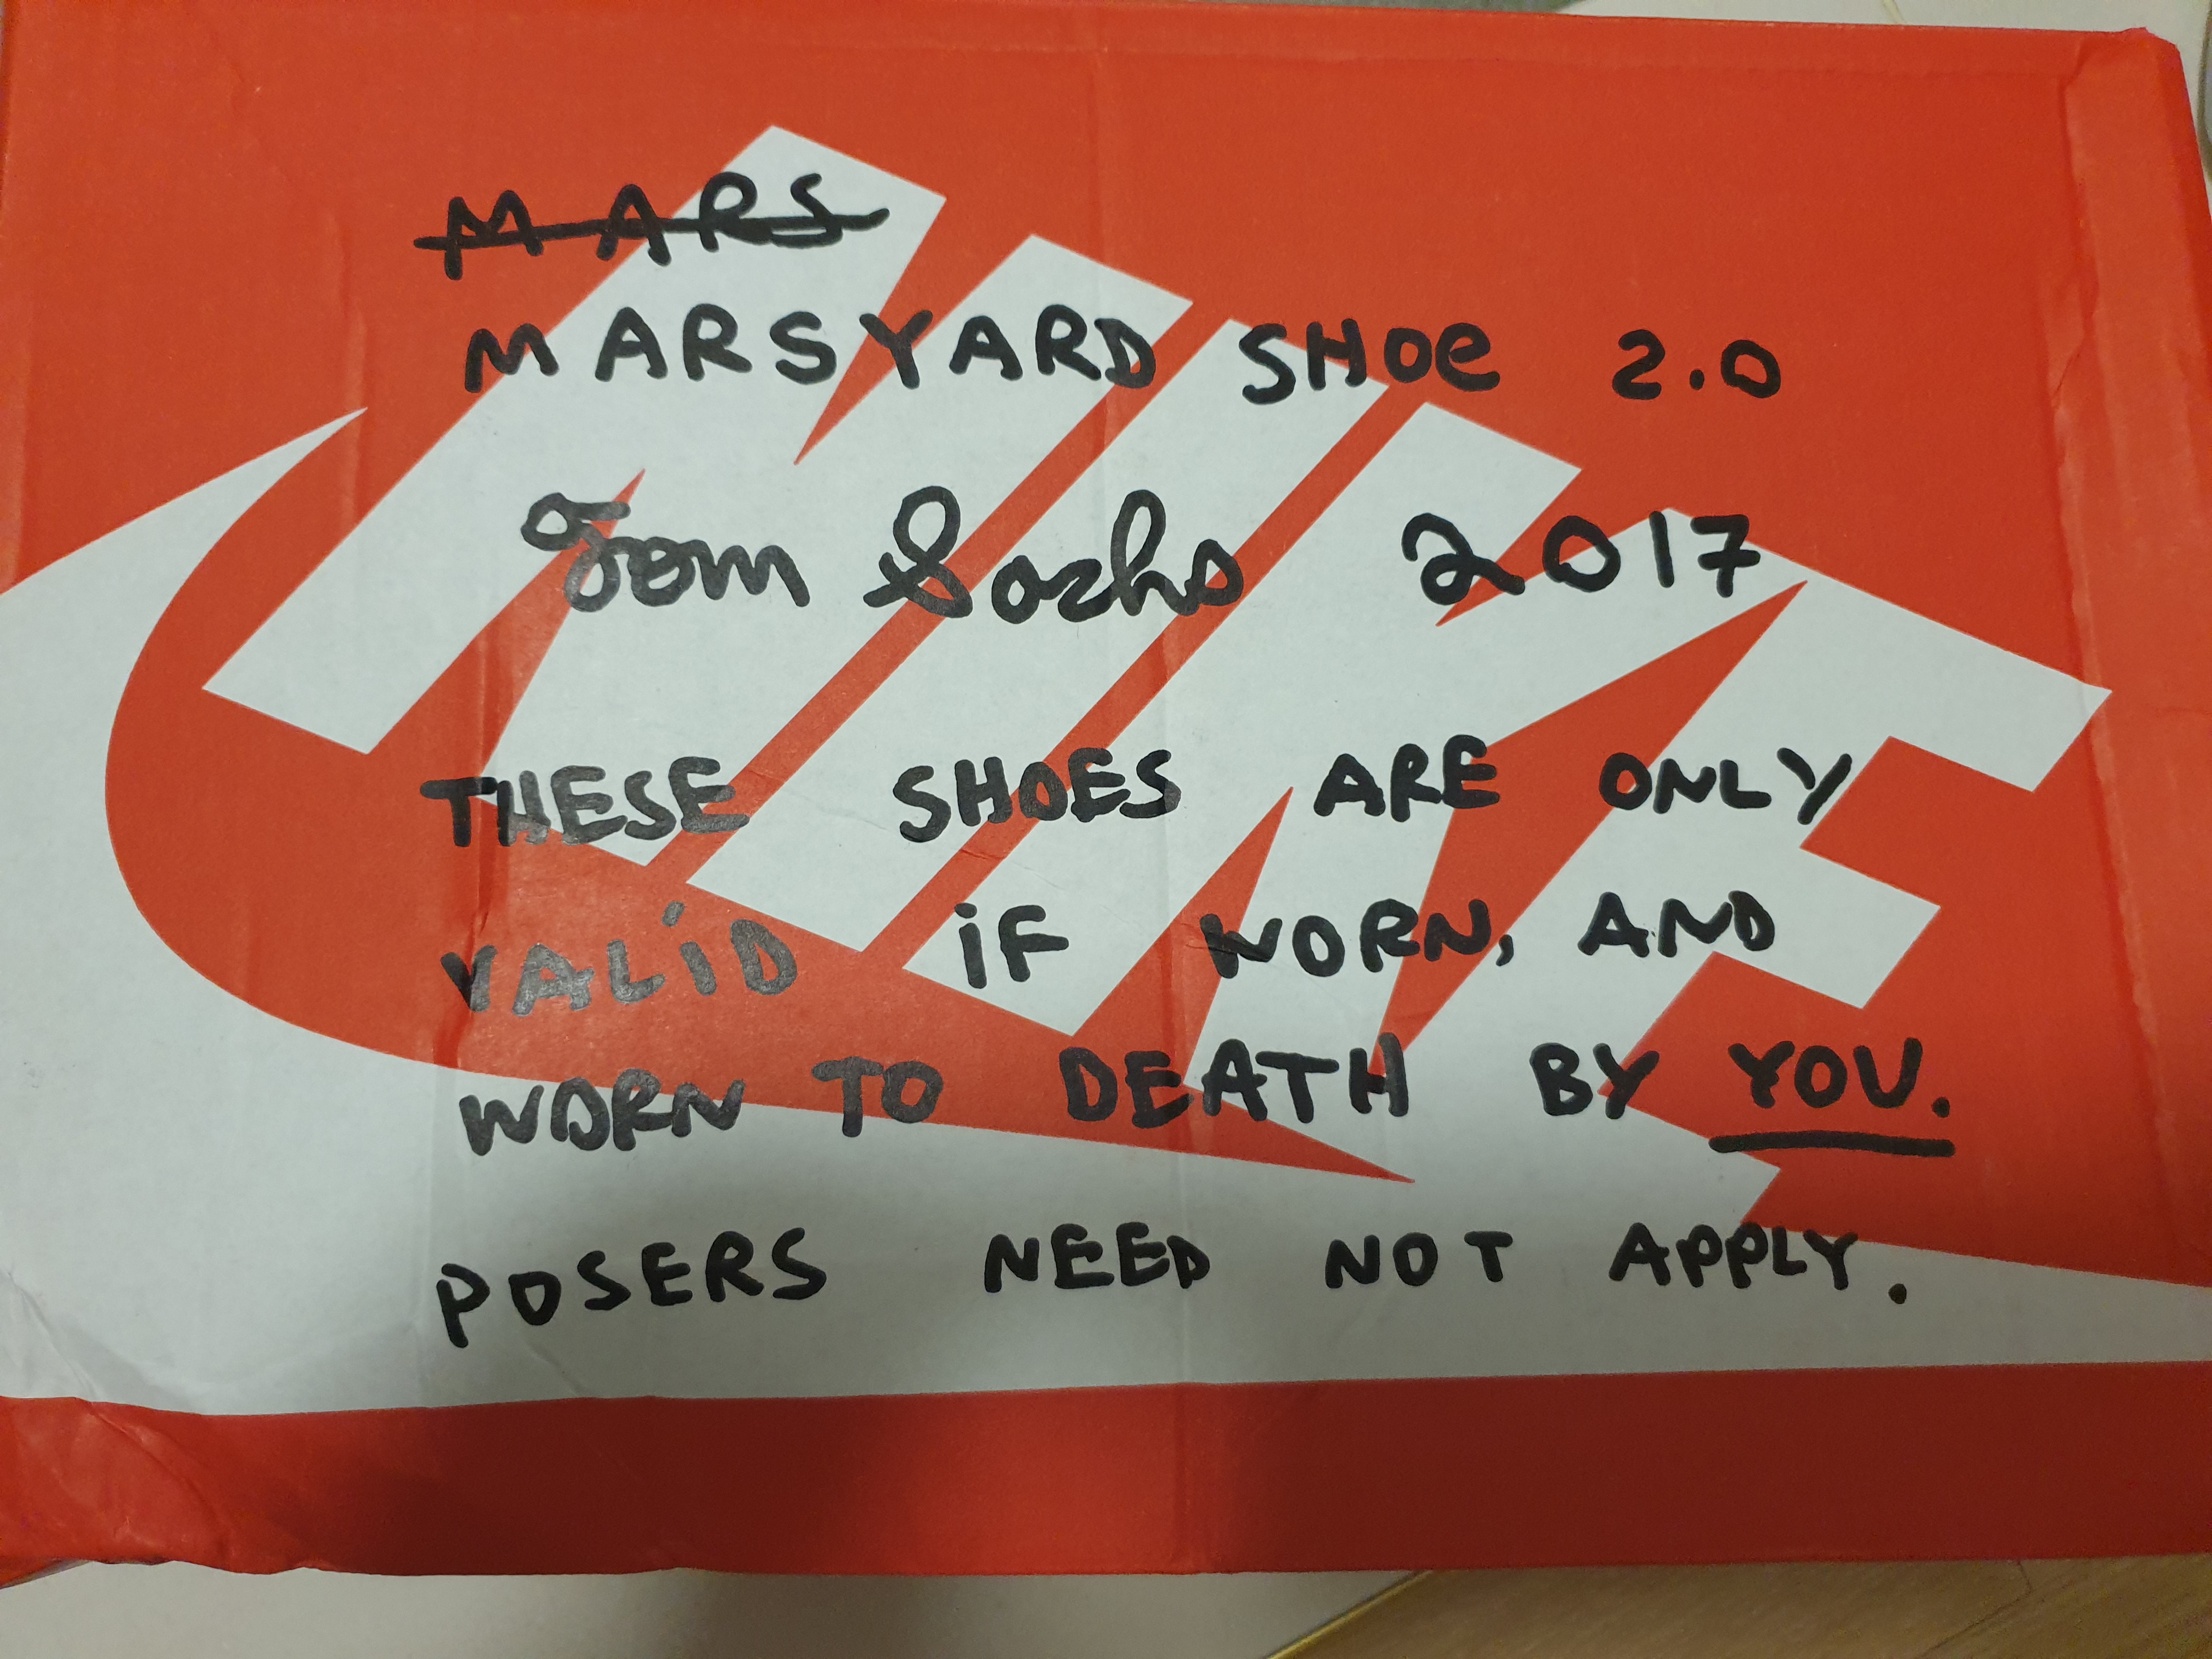 MARS
MARSYARD SHOe 2.0
Tom Sachs 2017
THESE SHOES ARE ONLY
VALiD iF WORN, AND
WORN TO DEATH BY YOU.
POSERS NEED NOT APPLY.
NIKE